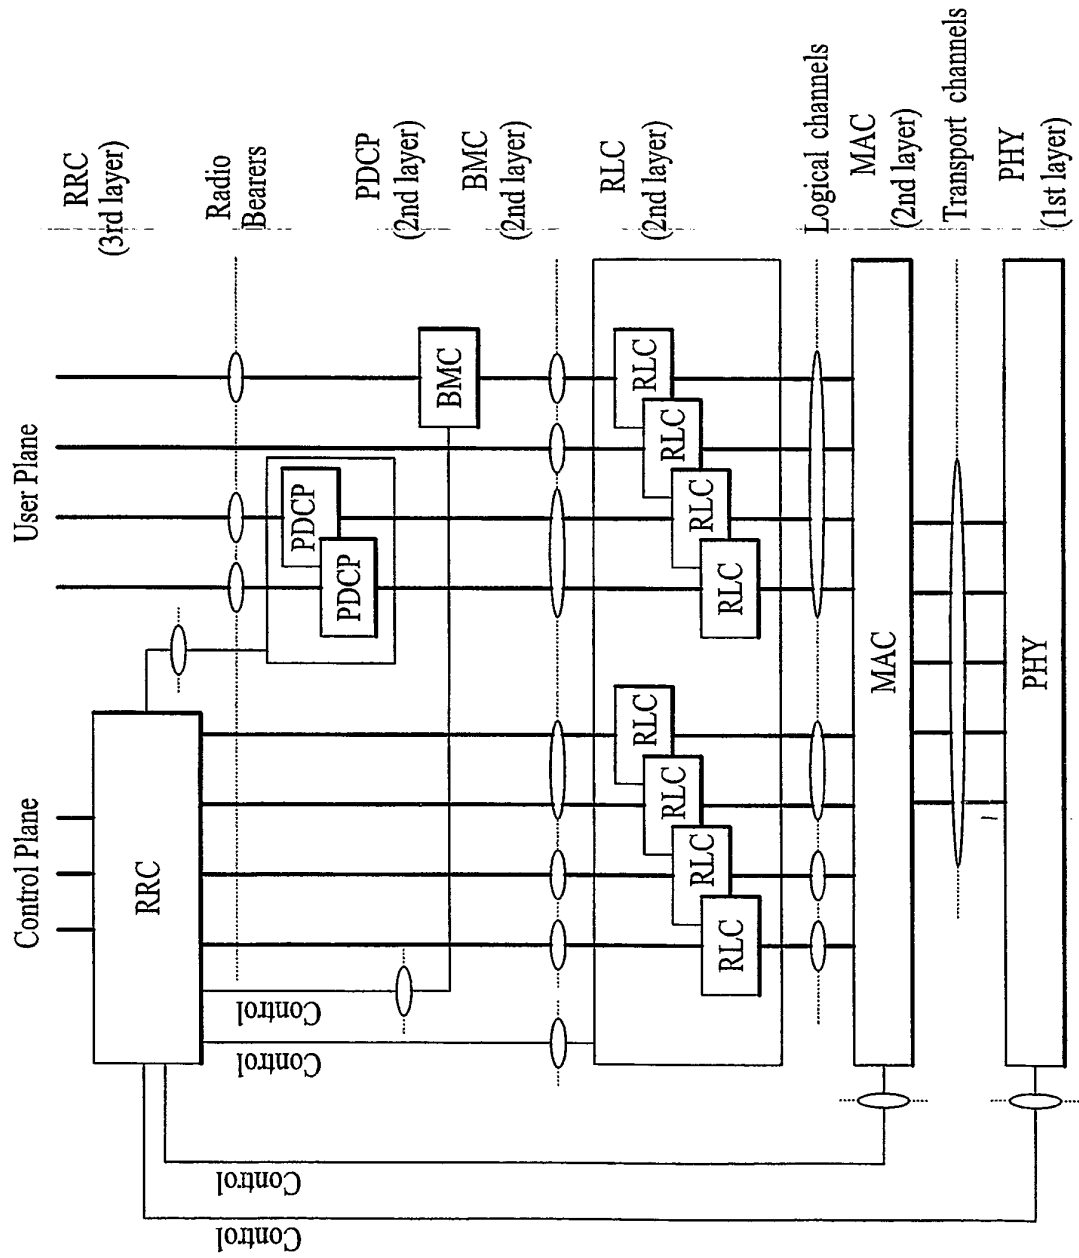 Control Plane
User Plane
RRC
(3rd layer)
Radio
Bearers
PDCP
(2nd layer)
BMC
(2nd layer)
RLC
(2nd layer)
Logical channels
MAC
(2nd layer)
Transport channels
PHY
(1st layer)
RRC
Control
Control
Control
Control
PDCP
PDCP
BMC
RLC
RLC
RLC
RLC
RLC
RLC
RLC
RLC
MAC
PHY